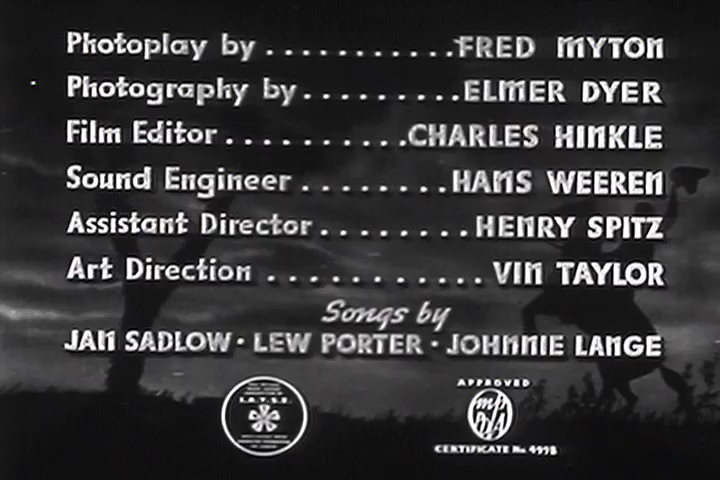 Photoplay by ...........FRED MYTON
Photography by.........ELMER DYER
Film Editor..........CHARLES HINKLE
Sound Engineer........HANS WEEREN
Assistant Director.......HENRY SPITZ
Art Direction ............ VIN TAYLOR
Songs by
JAN SADLOW · LEW PORTER · JOHNNIE LANGE
I.A.T.S.E.
APPROVED
MPPDA
CERTIFICATE No. 4998